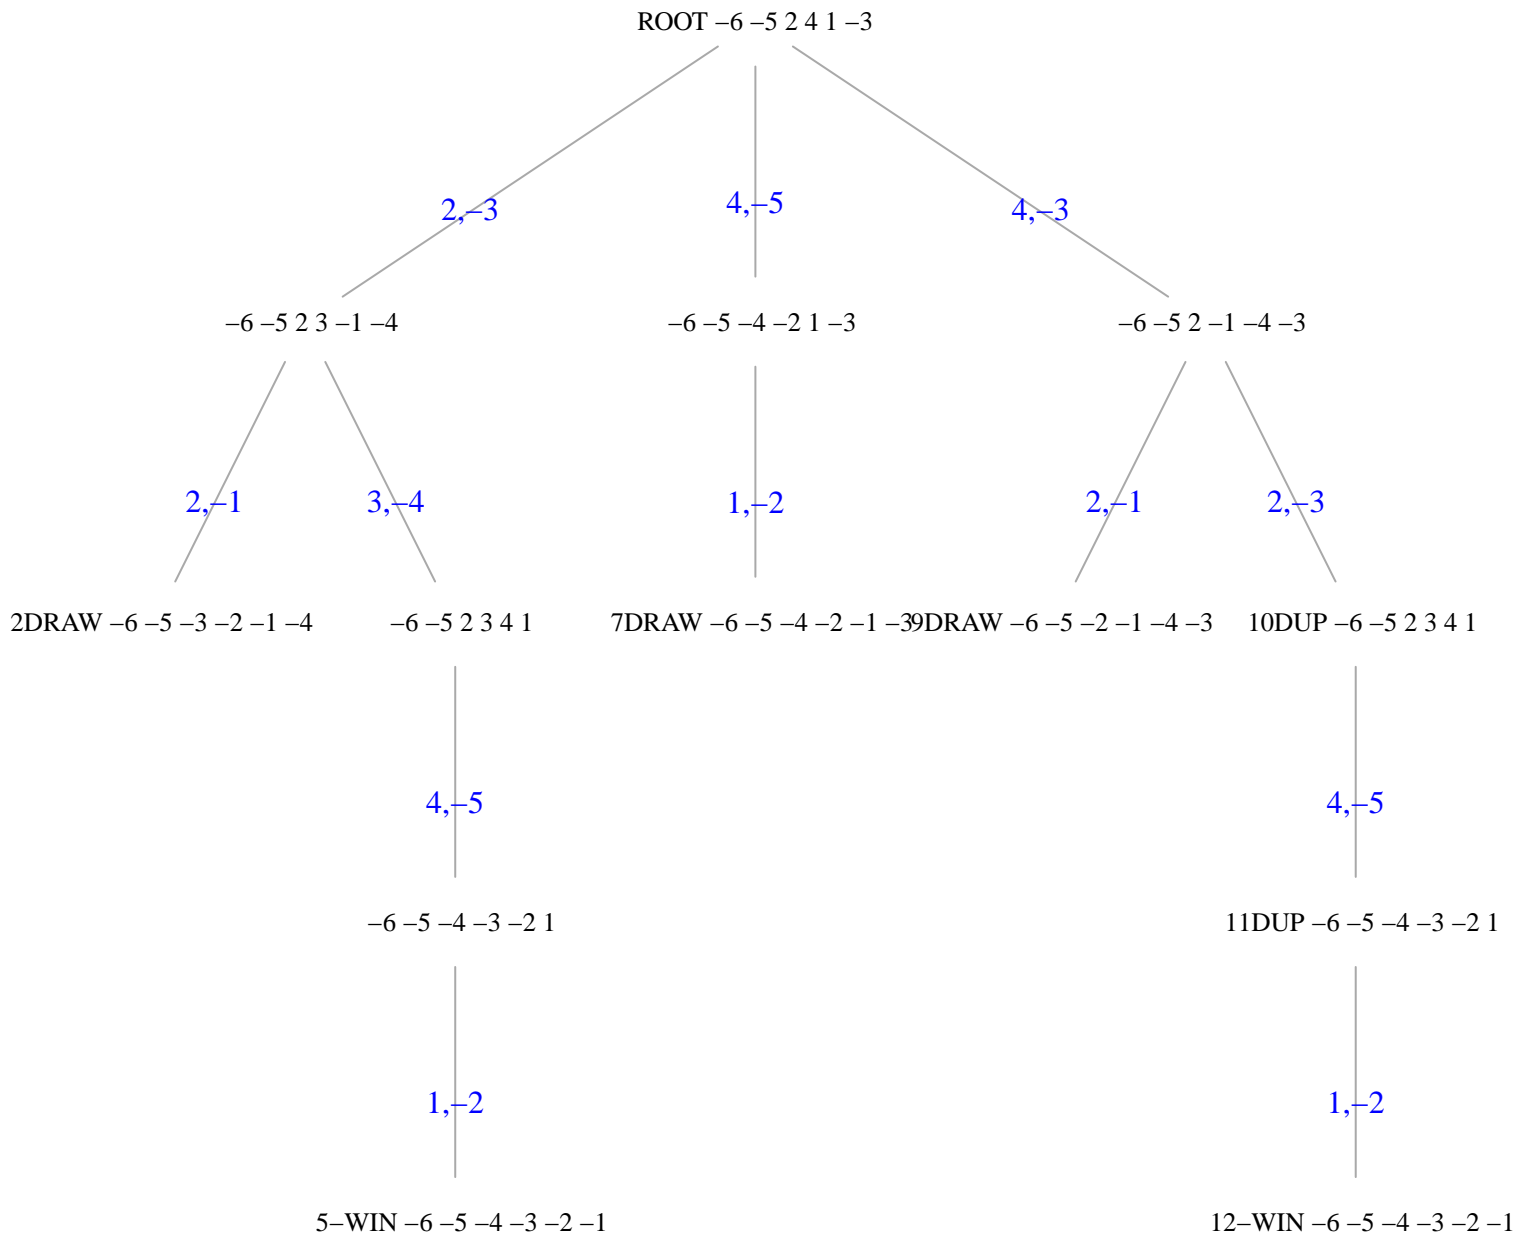 ROOT –6 –5 2 4 1 –3
2,–3
4,–5
4,–3
–6 –5 2 3 –1 –4
–6 –5 –4 –2 1 –3
–6 –5 2 –1 –4 –3
2,–1
3,–4
1,–2
2,–1
2,–3
2DRAW –6 –5 –3 –2 –1 –4
–6 –5 2 3 4 1
7DRAW –6 –5 –4 –2 –1 –3
9DRAW –6 –5 –2 –1 –4 –3
10DUP –6 –5 2 3 4 1
4,–5
4,–5
–6 –5 –4 –3 –2 1
11DUP –6 –5 –4 –3 –2 1
1,–2
1,–2
5–WIN –6 –5 –4 –3 –2 –1
12–WIN –6 –5 –4 –3 –2 –1